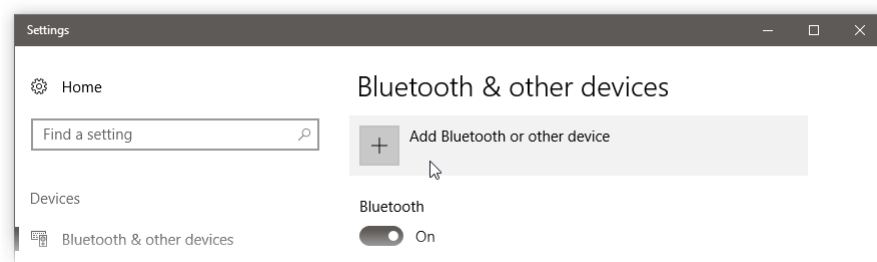 Settings
Home
Find a setting
Devices
Bluetooth & other devices
Bluetooth & other devices
Add Bluetooth or other device
Bluetooth
On